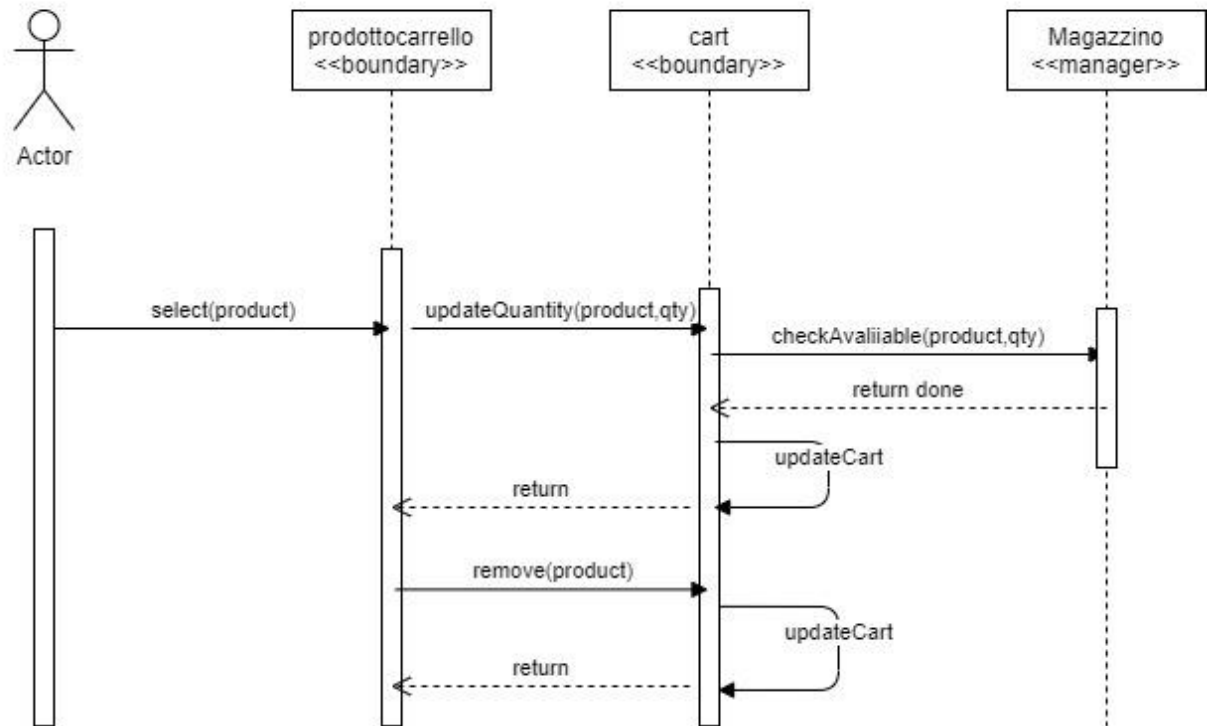 prodottocarrello
<<boundary>>
cart
<<boundary>>
Magazzino
<<manager>>
Actor
select(product)
updateQuantity(product,qty)
checkAvaliiable(product,qty)
return done
updateCart
return
remove(product)
updateCart
return